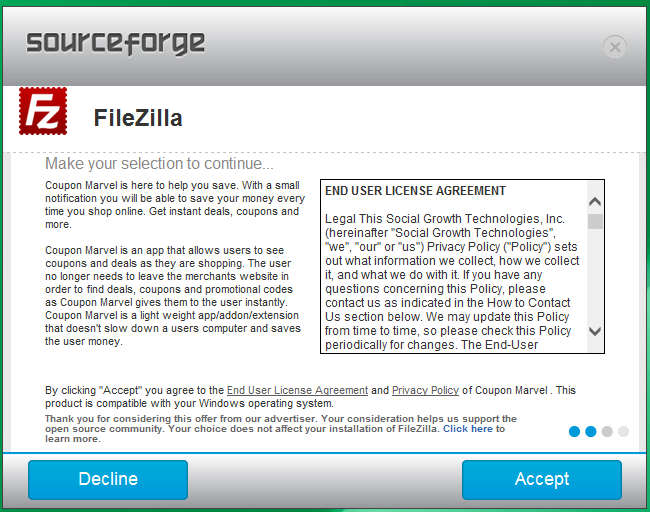 sourceforge
Fz
FileZilla
Make your selection to continue...
Coupon Marvel is here to help you save. With a small
notification you will be able to save your money every
time you shop online. Get instant deals, coupons and
more.
Coupon Marvel is an app that allows users to see
coupons and deals as they are shopping. The user
no longer needs to leave the merchants website in
order to find deals, coupons and promotional codes
as Coupon Marvel gives them to the user instantly.
Coupon Marvel is a light weight app/addon/extension
that doesn't slow down a users computer and saves
the user money.
END USER LICENSE AGREEMENT
Legal This Social Growth Technologies, Inc.
(hereinafter "Social Growth Technologies",
"we", "our" or "us") Privacy Policy ("Policy") sets
out what information we collect, how we collect
it, and what we do with it. If you have any
questions concerning this Policy, please
contact us as indicated in the How to Contact
Us section below. We may update this Policy
from time to time, so please check this Policy
periodically for changes. The End-User
By clicking "Accept" you agree to the End User License Agreement and Privacy Policy of Coupon Marvel . This
product is compatible with your Windows operating system.
Thank you for considering this offer from our advertiser. Your consideration helps us support the
open source community. Your choice does not affect your installation of FileZilla. Click here to
learn more.
Decline
Accept